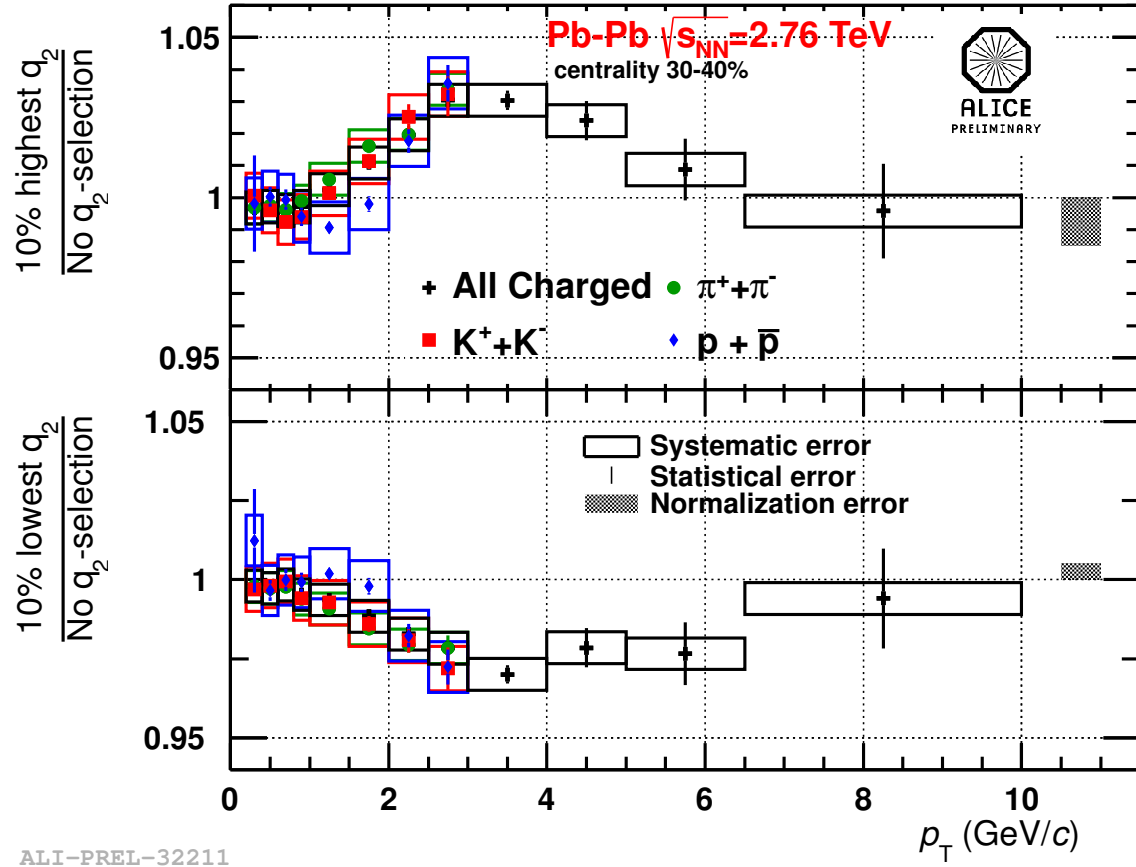 1.05
Pb-Pb √s_NN=2.76 TeV
centrality 30-40%
ALICE
PRELIMINARY
10% highest q_2
No q_2-selection
1
All Charged
π⁺+π⁻
K⁺+K⁻
p + p̅
0.95
1.05
Systematic error
Statistical error
Normalization error
10% lowest q_2
No q_2-selection
1
0.95
0 2 4 6 8 10
p_T (GeV/c)
ALI-PREL-32211